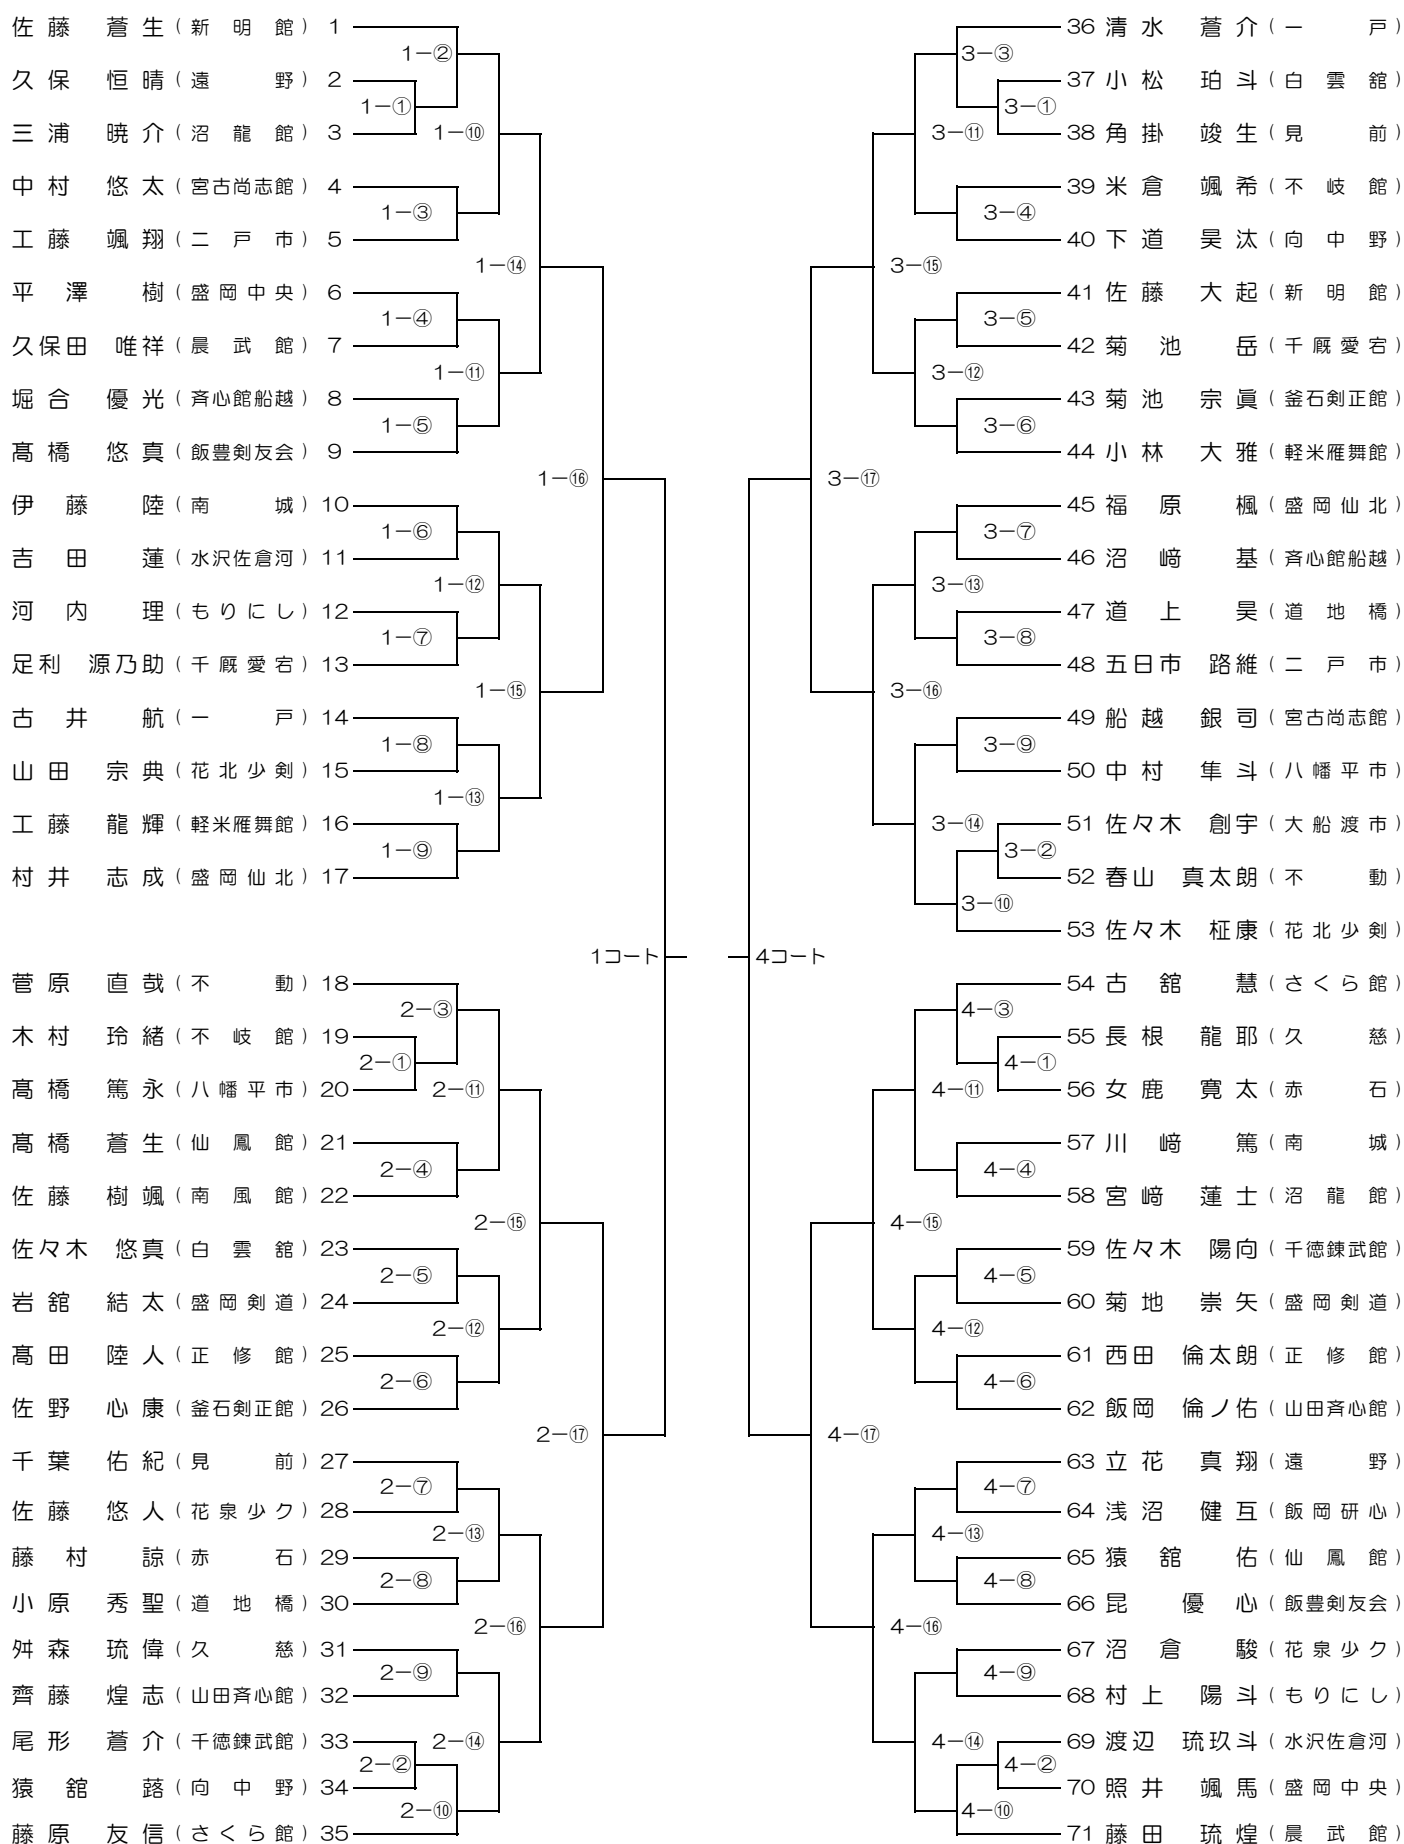 佐藤 蒼生（新明館）1
久保 恒晴（遠野）2
三浦 暁介（沼龍館）3
中村 悠太（宮古尚志館）4
工藤 颯翔（二戸市）5
平澤 樹（盛岡中央）6
久保田 唯祥（晨武館）7
堀合 優光（斉心館船越）8
髙橋 悠真（飯豊剣友会）9
伊藤 陸（南城）10
吉田 蓮（水沢佐倉河）11
河内 理（もりにし）12
足利 源乃助（千厩愛宕）13
古井 航（一戸）14
山田 宗典（花北少剣）15
工藤 龍輝（軽米雁舞館）16
村井 志成（盛岡仙北）17
1-①
1-②
1-③
1-④
1-⑤
1-⑥
1-⑦
1-⑧
1-⑨
1-⑩
1-⑪
1-⑫
1-⑬
1-⑭
1-⑮
1-⑯
1コート
菅原 直哉（不動）18
木村 玲緒（不岐館）19
髙橋 篤永（八幡平市）20
髙橋 蒼生（仙鳳館）21
佐藤 樹颯（南風館）22
佐々木 悠真（白雲舘）23
岩舘 結太（盛岡剣道）24
髙田 陸人（正修館）25
佐野 心康（釜石剣正館）26
千葉 佑紀（見前）27
佐藤 悠人（花泉少ク）28
藤村 諒（赤石）29
小原 秀聖（道地橋）30
舛森 琉偉（久慈）31
齊藤 煌志（山田斉心館）32
尾形 蒼介（千徳錬武館）33
猿舘 蕗（向中野）34
藤原 友信（さくら館）35
2-①
2-②
2-③
2-④
2-⑤
2-⑥
2-⑦
2-⑧
2-⑨
2-⑩
2-⑪
2-⑫
2-⑬
2-⑭
2-⑮
2-⑯
2-⑰
36 清水 蒼介（一戸）
37 小松 珀斗（白雲舘）
38 角掛 竣生（見前）
39 米倉 颯希（不岐館）
40 下道 昊汰（向中野）
41 佐藤 大起（新明館）
42 菊池 岳（千厩愛宕）
43 菊池 宗眞（釜石剣正館）
44 小林 大雅（軽米雁舞館）
45 福原 楓（盛岡仙北）
46 沼﨑 基（斉心館船越）
47 道上 昊（道地橋）
48 五日市 路維（二戸市）
49 船越 銀司（宮古尚志館）
50 中村 隼斗（八幡平市）
51 佐々木 創宇（大船渡市）
52 春山 真太朗（不動）
53 佐々木 柾康（花北少剣）
3-①
3-②
3-③
3-④
3-⑤
3-⑥
3-⑦
3-⑧
3-⑨
3-⑩
3-⑪
3-⑫
3-⑬
3-⑭
3-⑮
3-⑯
3-⑰
4コート
54 古舘 慧（さくら館）
55 長根 龍耶（久慈）
56 女鹿 寛太（赤石）
57 川﨑 篤（南城）
58 宮﨑 蓮士（沼龍館）
59 佐々木 陽向（千徳錬武館）
60 菊地 崇矢（盛岡剣道）
61 西田 倫太朗（正修館）
62 飯岡 倫ノ佑（山田斉心館）
63 立花 真翔（遠野）
64 浅沼 健互（飯岡研心）
65 猿舘 佑（仙鳳館）
66 昆 優心（飯豊剣友会）
67 沼倉 駿（花泉少ク）
68 村上 陽斗（もりにし）
69 渡辺 琉玖斗（水沢佐倉河）
70 照井 颯馬（盛岡中央）
71 藤田 琉煌（晨武館）
4-①
4-②
4-③
4-④
4-⑤
4-⑥
4-⑦
4-⑧
4-⑨
4-⑩
4-⑪
4-⑫
4-⑬
4-⑭
4-⑮
4-⑯
4-⑰